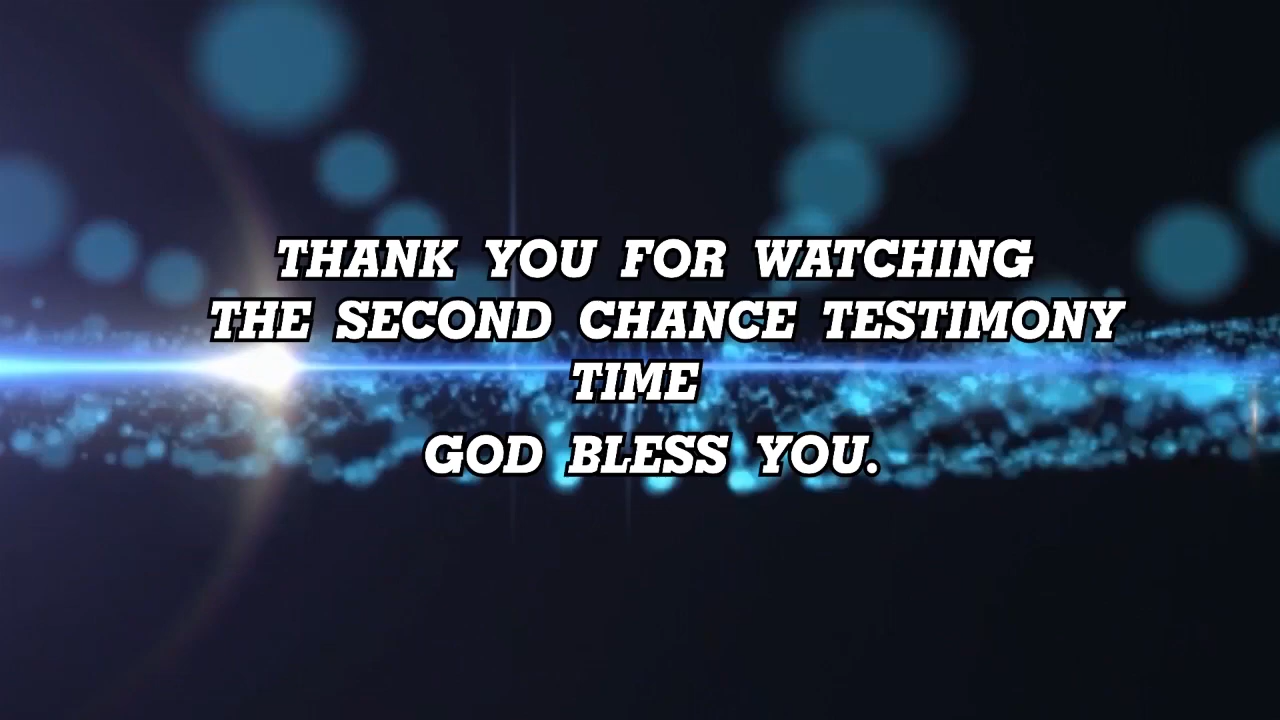 THANK YOU FOR WATCHING
THE SECOND CHANCE TESTIMONY
TIME
GOD BLESS YOU.